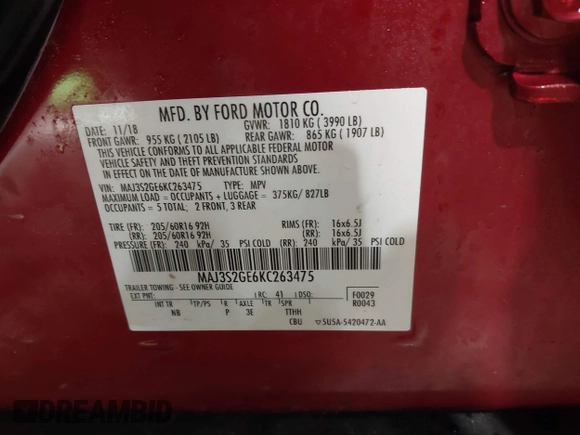 MFD. BY FORD MOTOR CO.
DATE: 11/18 GVWR: 1810 KG ( 3990 LB)
FRONT GAWR: 955 KG ( 2105 LB) REAR GAWR: 865 KG ( 1907 LB)
THIS VEHICLE CONFORMS TO ALL APPLICABLE FEDERAL MOTOR
VEHICLE SAFETY AND THEFT PREVENTION STANDARDS
IN EFFECT ON THE DATE OF MANUFACTURE SHOWN ABOVE.
VIN: MAJ3S2GE6KC263475 TYPE: MPV
MAXIMUM LOAD = OCCUPANTS + LUGGAGE = 375KG/ 827LB
OCCUPANTS = 5 TOTAL; 2 FRONT, 3 REAR
TIRE (FR): 205/60R16 92H RIMS (FR): 16x6.5J
(RR): 205/60R16 92H (RR): 16x6.5J
PRESSURE (FR): 240 kPa/ 35 PSI COLD (RR): 240 kPa/ 35 PSI COLD
MAJ3S2GE6KC263475
TRAILER TOWING - SEE OWNER GUIDE
EXT PNT: RC: 41 DSO: F0029
R0043
INT TR TP/PS R AXLE TR SPR
NB P 3E TTHH
CBU ▽5U5A-5420472-AA
DREAMBID